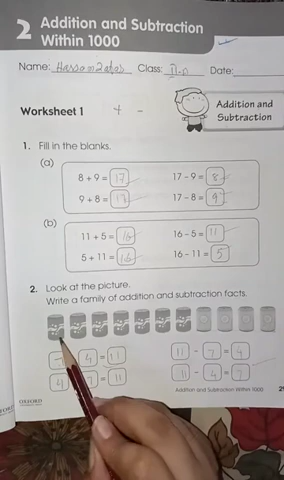 2 Addition and Subtraction
Within 1000
Name: Class: II-D Date:
Worksheet 1 + -
Addition and
Subtraction
1. Fill in the blanks.
(a)
8 + 9 = 17 17 - 9 = 8
9 + 8 = 17 17 - 8 = 9
(b)
11 + 5 = 16 16 - 5 = 11
5 + 11 = 16 16 - 11 = 5
2. Look at the picture.
Write a family of addition and subtraction facts.
4 = 11 11 - 7 = 4
4 7 = 11 11 - 4 = 7
OXFORD Addition and Subtraction Within 1000